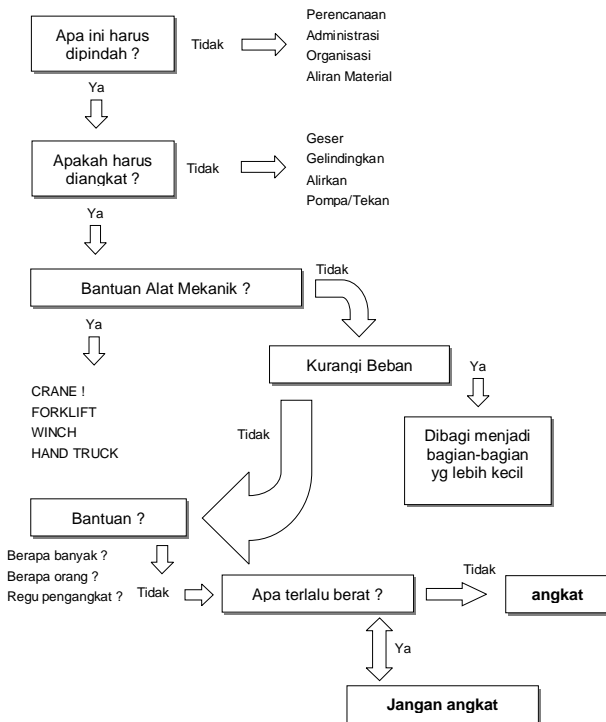 Apa ini harus
dipindah ?
Tidak
Perencanaan
Administrasi
Organisasi
Aliran Material
Ya
Apakah harus
diangkat ?
Tidak
Geser
Gelindingkan
Alirkan
Pompa/Tekan
Ya
Bantuan Alat Mekanik ?
Tidak
Ya
CRANE !
FORKLIFT
WINCH
HAND TRUCK
Kurangi Beban
Ya
Dibagi menjadi
bagian-bagian
yg lebih kecil
Tidak
Bantuan ?
Berapa banyak ?
Berapa orang ?
Regu pengangkat ?
Tidak
Apa terlalu berat ?
Tidak
angkat
Ya
Jangan angkat